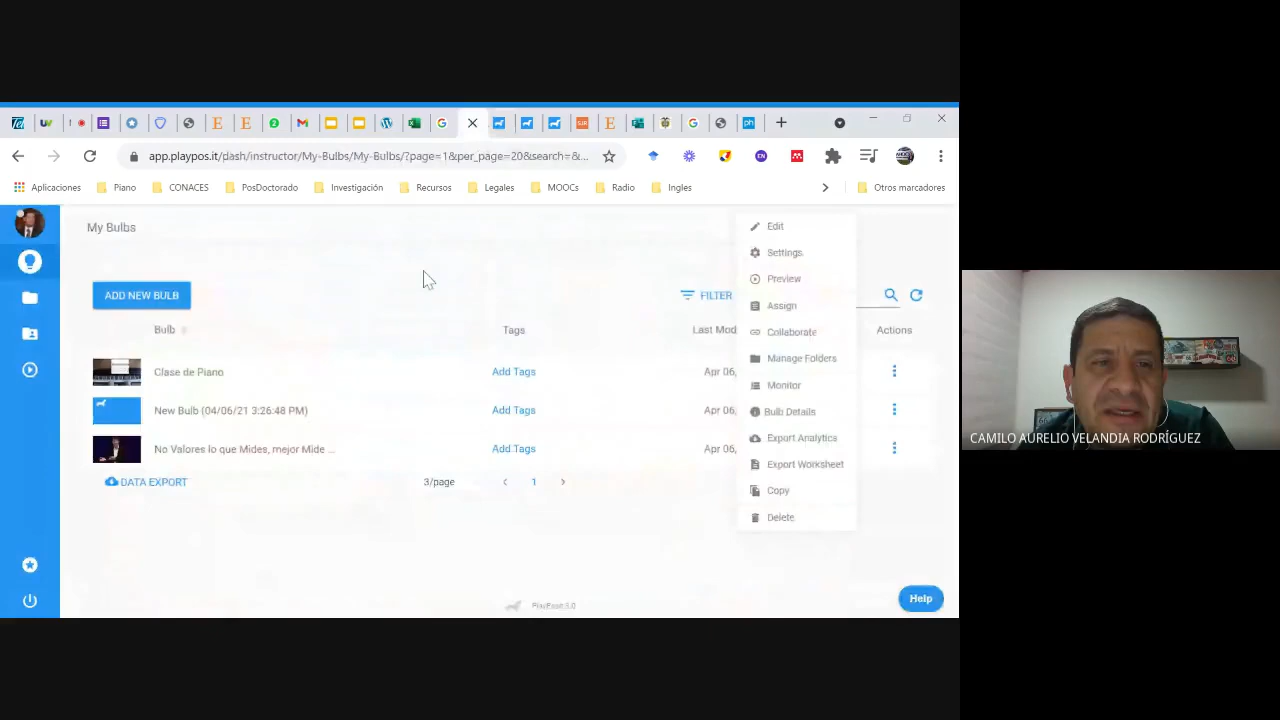 app.playpos.it/dash/instructor/My-Bulbs/My-Bulbs/?page=1&per_page=20&search=&...
Aplicaciones Piano CONACES PosDoctorado Investigación Recursos Legales MOOCs Radio Ingles Otros marcadores
My Bulbs
ADD NEW BULB
FILTER
Bulb Tags Last Mod Actions
Clase de Piano Add Tags Apr 06,
New Bulb (04/06/21 3:26:48 PM) Add Tags Apr 06,
No Valores lo que Mides, mejor Mide ... Add Tags Apr 06,
DATA EXPORT 3/page 1
Edit
Settings
Preview
Assign
Collaborate
Manage Folders
Monitor
Bulb Details
Export Analytics
Export Worksheet
Copy
Delete
Help
CAMILO AURELIO VELANDIA RODRÍGUEZ